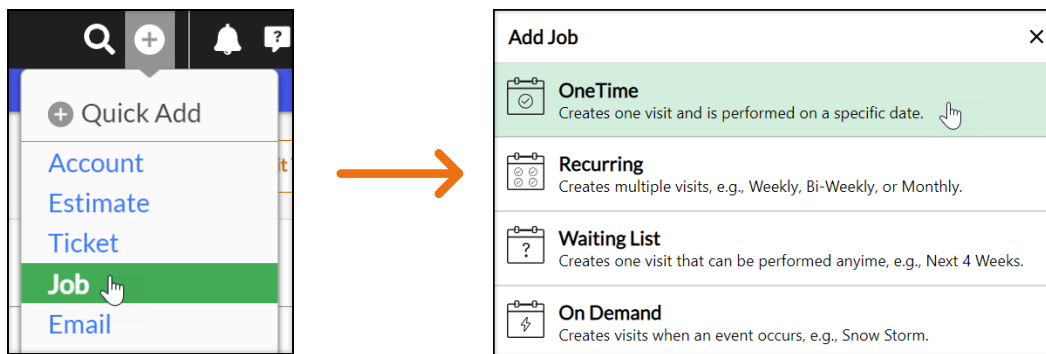 ?
Quick Add
Account
Estimate
Ticket
Job
Email
Add Job
OneTime
Creates one visit and is performed on a specific date.
Recurring
Creates multiple visits, e.g., Weekly, Bi-Weekly, or Monthly.
?
Waiting List
Creates one visit that can be performed anyime, e.g., Next 4 Weeks.
On Demand
Creates visits when an event occurs, e.g., Snow Storm.